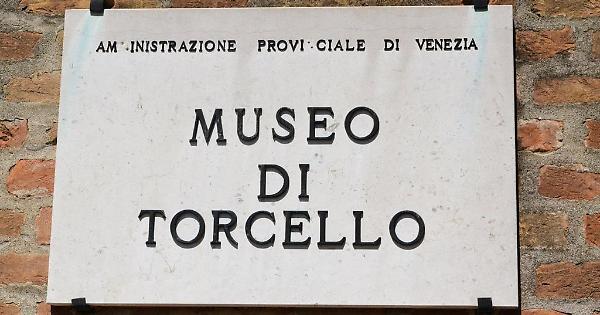 AM·INISTRAZIONE PROVI·CIALE DI VENEZIA
MUSEO
DI
TORCELLO